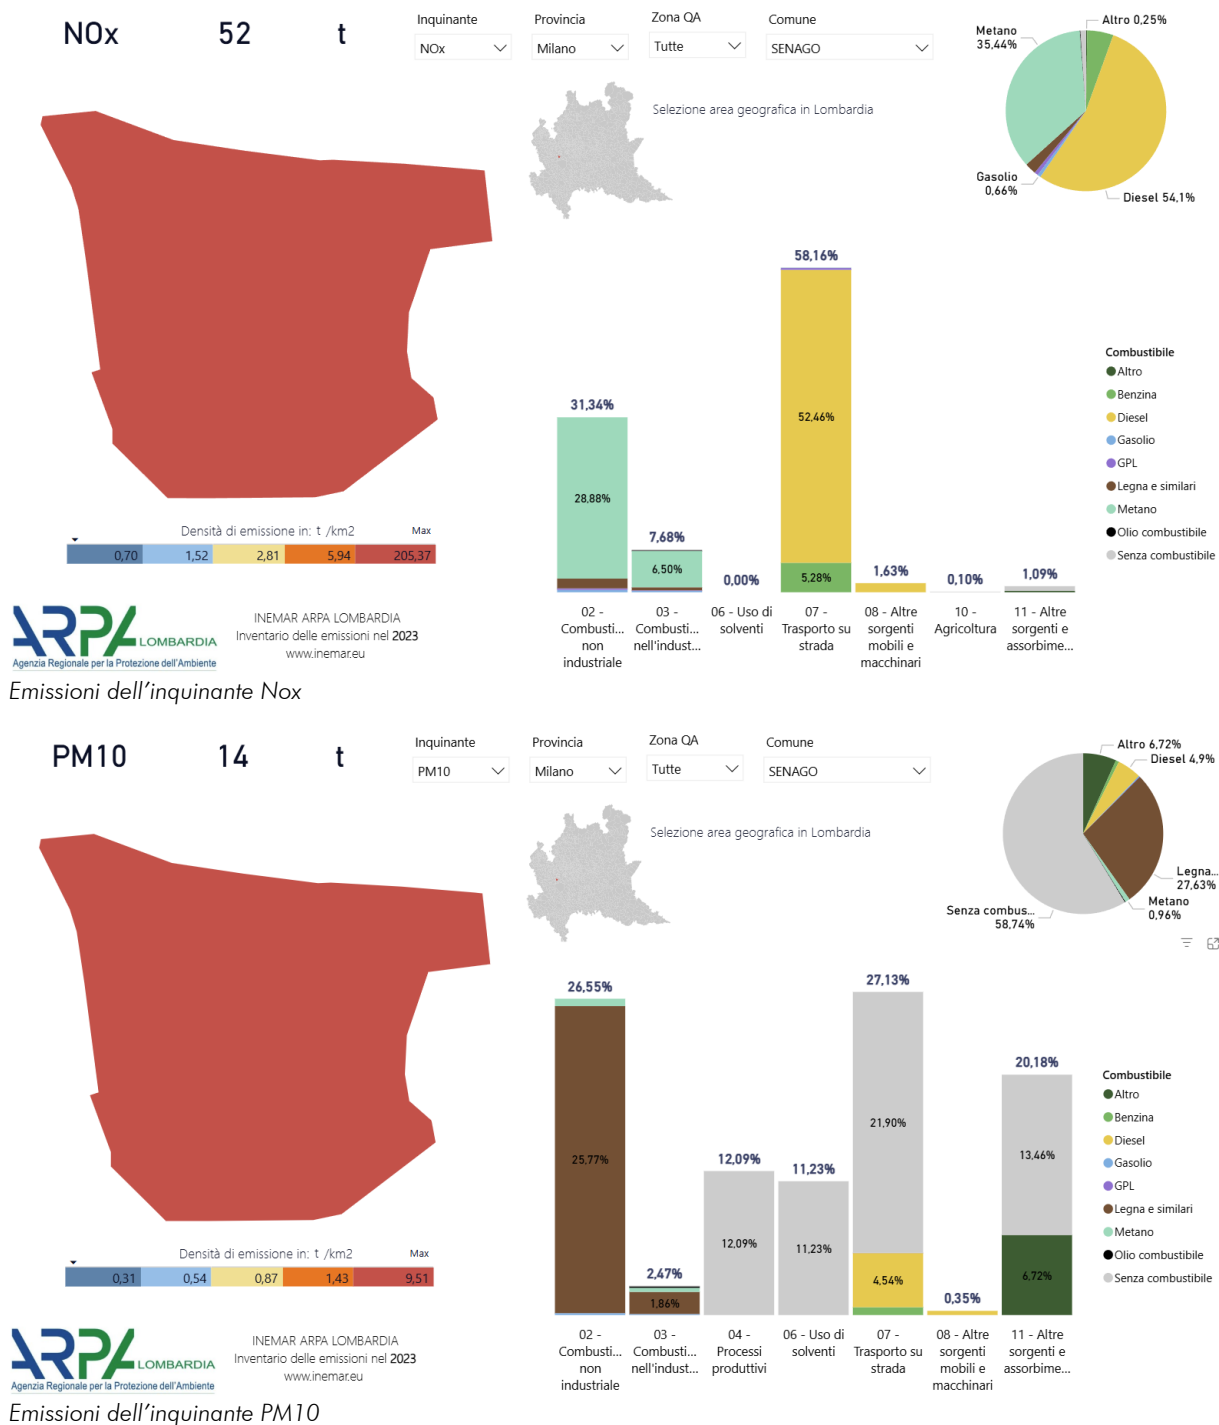 NOx 52 t
Inquinante
NOx
Provincia
Milano
Zona QA
Tutte
Comune
SENAGO
Selezione area geografica in Lombardia
Altro 0,25%
Metano
35,44%
Gasolio
0,66%
Diesel 54,1%
58,16%
52,46%
5,28%
31,34%
28,88%
7,68%
6,50%
0,00%
1,63%
0,10%
1,09%
02 -
Combusti...
non
industriale
03 -
Combusti...
nell'indust...
06 - Uso di
solventi
07 -
Trasporto su
strada
08 - Altre
sorgenti
mobili e
macchinari
10 -
Agricoltura
11 - Altre
sorgenti e
assorbime...
Combustibile
Altro
Benzina
Diesel
Gasolio
GPL
Legna e similari
Metano
Olio combustibile
Senza combustibile
Densità di emissione in: t /km2 Max
0,70 1,52 2,81 5,94 205,37
ARPA LOMBARDIA
Agenzia Regionale per la Protezione dell'Ambiente
INEMAR ARPA LOMBARDIA
Inventario delle emissioni nel 2023
www.inemar.eu
Emissioni dell'inquinante Nox
PM10 14 t
Inquinante
PM10
Provincia
Milano
Zona QA
Tutte
Comune
SENAGO
Selezione area geografica in Lombardia
Altro 6,72%
Diesel 4,9%
Legna...
27,63%
Metano
0,96%
Senza combus...
58,74%
26,55%
25,77%
2,47%
1,86%
12,09%
12,09%
11,23%
11,23%
27,13%
21,90%
4,54%
0,35%
20,18%
13,46%
6,72%
02 -
Combusti...
non
industriale
03 -
Combusti...
nell'indust...
04 -
Processi
produttivi
06 - Uso di
solventi
07 -
Trasporto su
strada
08 - Altre
sorgenti
mobili e
macchinari
11 - Altre
sorgenti e
assorbime...
Combustibile
Altro
Benzina
Diesel
Gasolio
GPL
Legna e similari
Metano
Olio combustibile
Senza combustibile
Densità di emissione in: t /km2 Max
0,31 0,54 0,87 1,43 9,51
ARPA LOMBARDIA
Agenzia Regionale per la Protezione dell'Ambiente
INEMAR ARPA LOMBARDIA
Inventario delle emissioni nel 2023
www.inemar.eu
Emissioni dell'inquinante PM10